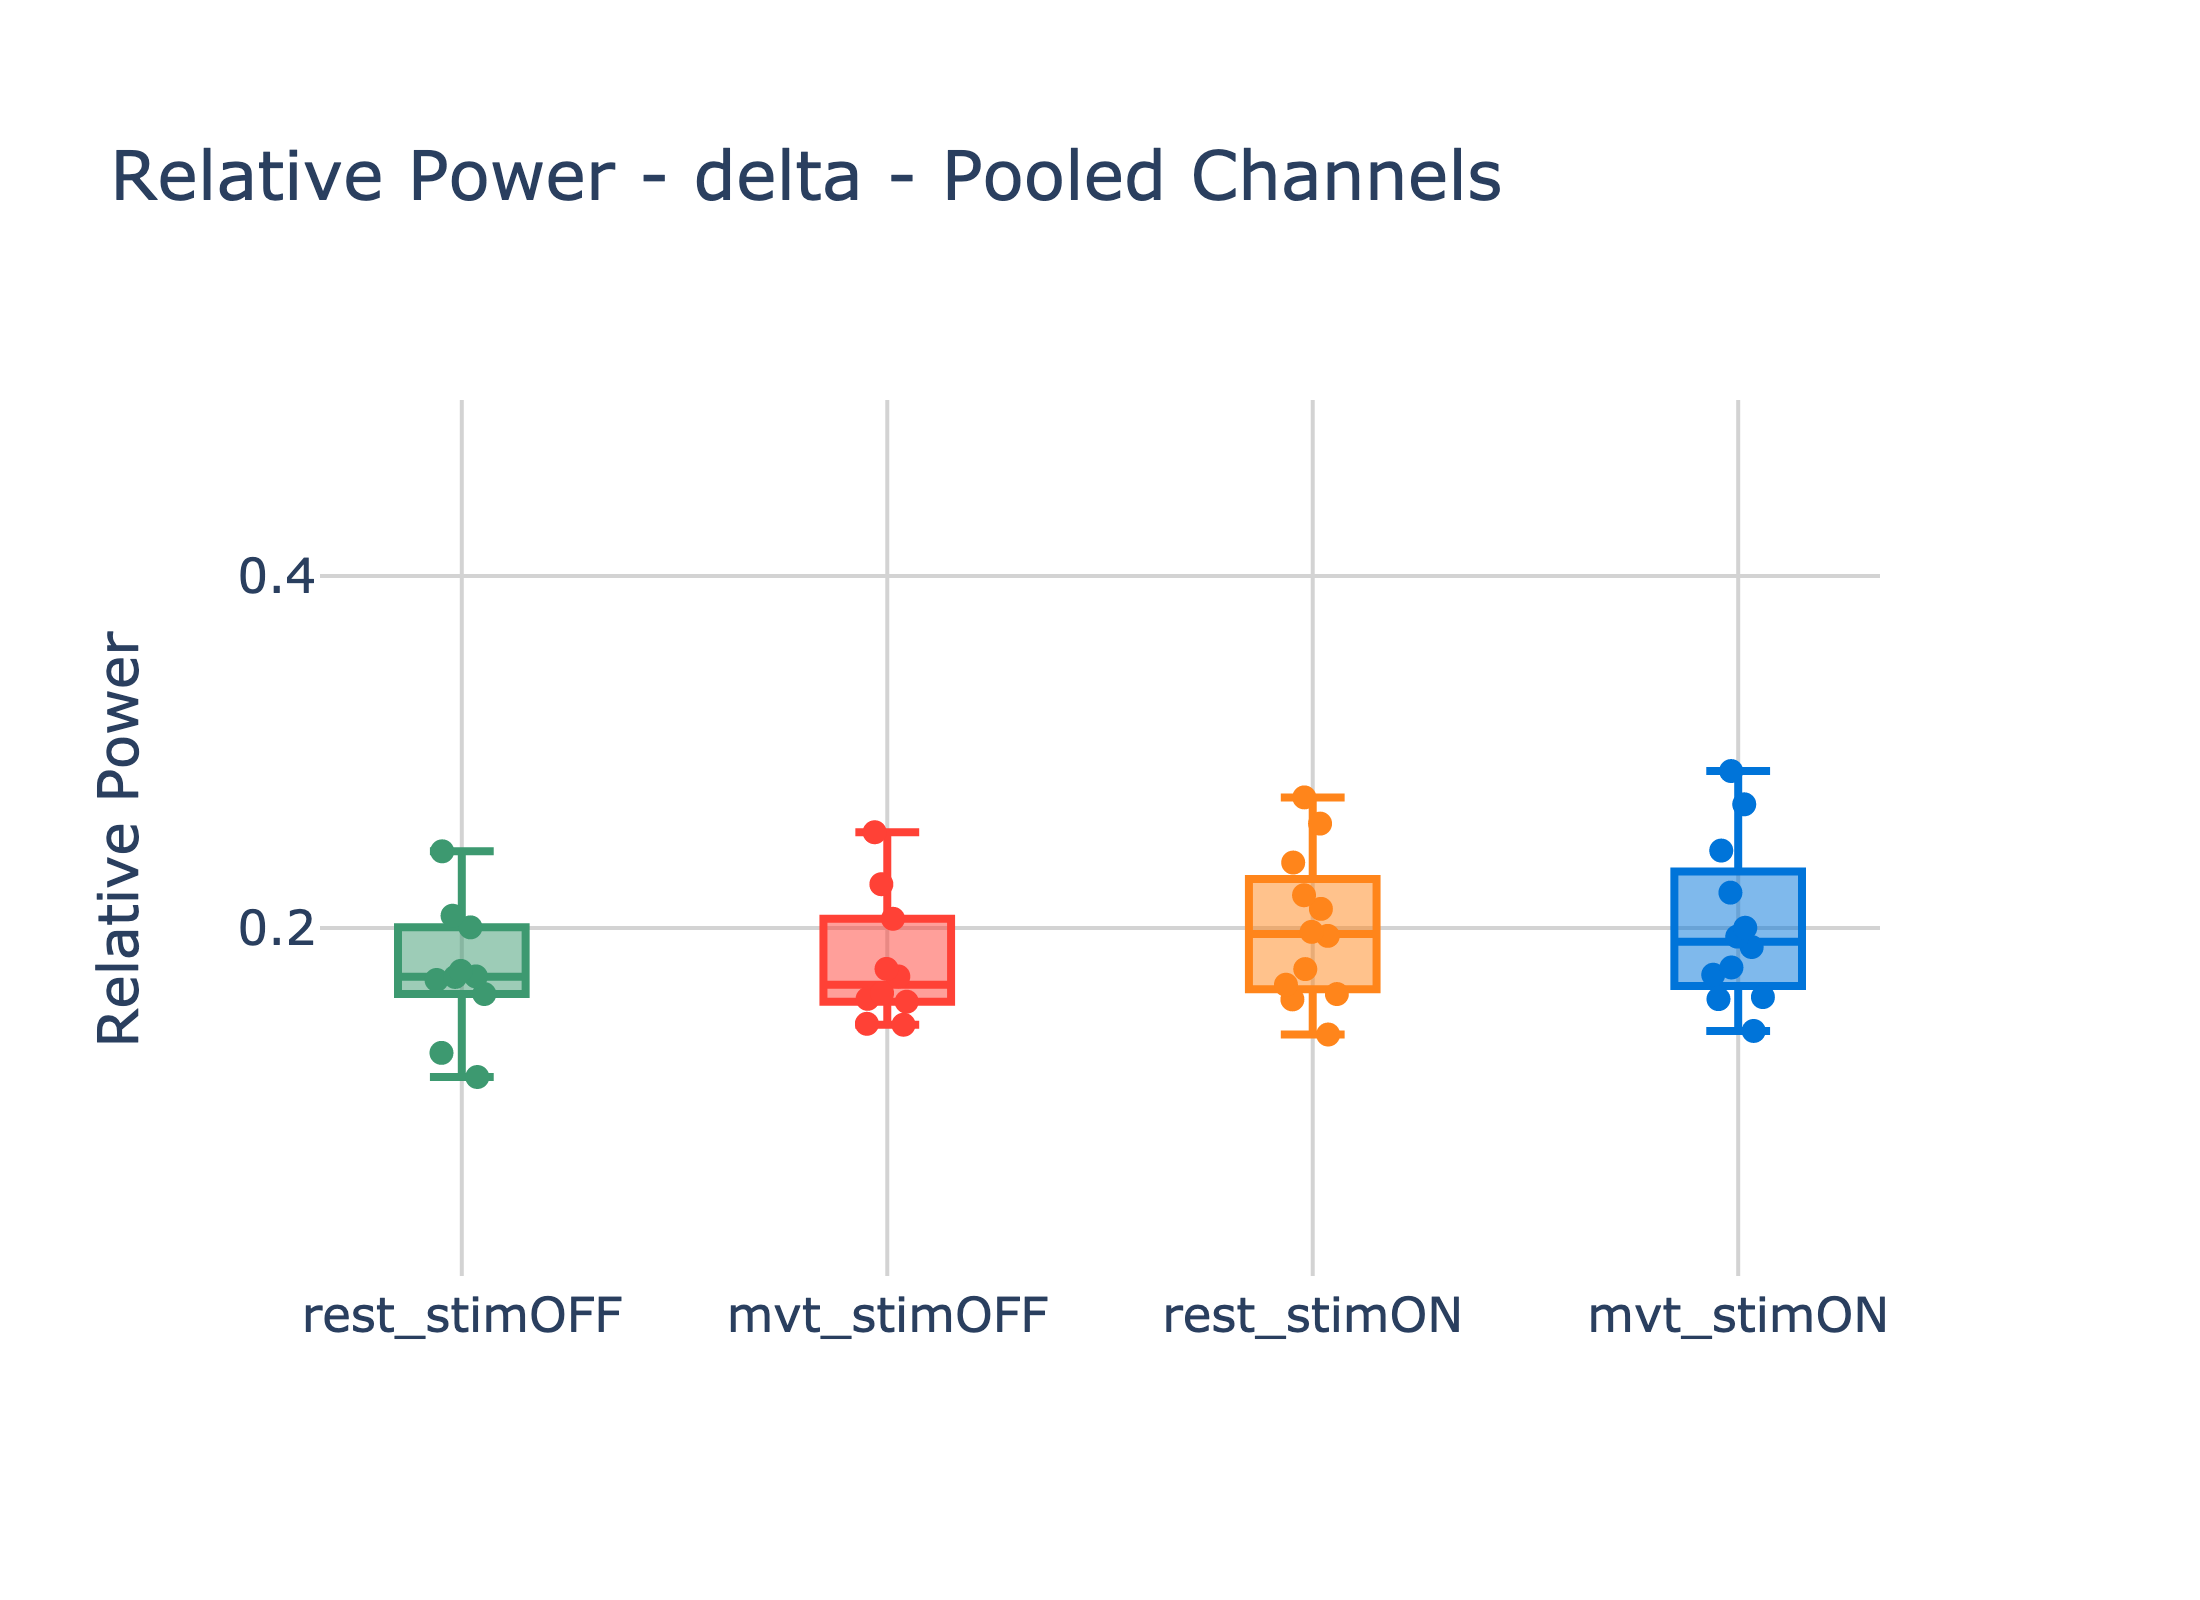 Relative Power - delta - Pooled Channels
Relative Power
0.4
0.2
rest_stimOFF
mvt_stimOFF
rest_stimON
mvt_stimON